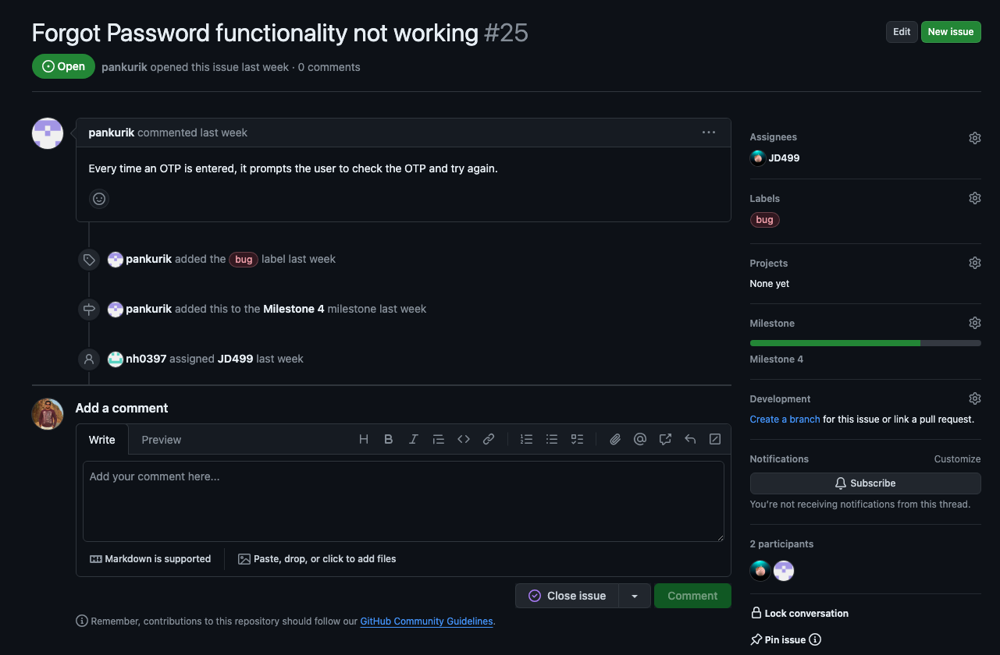 Forgot Password functionality not working #25
Edit
New issue
Open
pankurik opened this issue last week · 0 comments
pankurik commented last week
Every time an OTP is entered, it prompts the user to check the OTP and try again.
pankurik added the bug label last week
pankurik added this to the Milestone 4 milestone last week
nh0397 assigned JD499 last week
Add a comment
Write
Preview
H B I
Add your comment here...
Markdown is supported
Paste, drop, or click to add files
Close issue
Comment
Remember, contributions to this repository should follow our GitHub Community Guidelines.
Assignees
JD499
Labels
bug
Projects
None yet
Milestone
Milestone 4
Development
Create a branch for this issue or link a pull request.
Notifications
Customize
Subscribe
You're not receiving notifications from this thread.
2 participants
Lock conversation
Pin issue